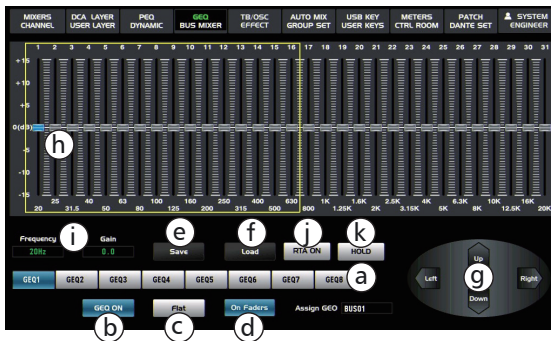 MIXERS DCA LAYER PEQ GEQ TB/OSC AUTO MIX USB KEY METERS PATCH SYSTEM
CHANNEL USER LAYER DYNAMIC BUS MIXER EFFECT GROUP SET USER KEYS CTRL ROOM DANTE SET ENGINEER
1 2 3 4 5 6 7 8 9 10 11 12 13 14 15 16 17 18 19 20 21 22 23 24 25 26 27 28 29 30 31
+15
+10
+5
0(dB)
h
-5
-10
-15
25 40 63 100 160 250 400 630 1K 1.6K 2.5K 4K 6.3K 10K 16K
20 31.5 50 80 125 200 315 500 800 1.25K 2K 3.15K 5K 8K 12.5K 20K
Frequency i Gain
e f j k
20Hz 0.0 Save Load RTA ON HOLD
Up
GEQ1 GEQ2 GEQ3 GEQ4 GEQ5 GEQ6 GEQ7 GEQ8 a
Left g Right
Down
GEQ ON Flat On Faders Assign GEQ BUS01
b c d